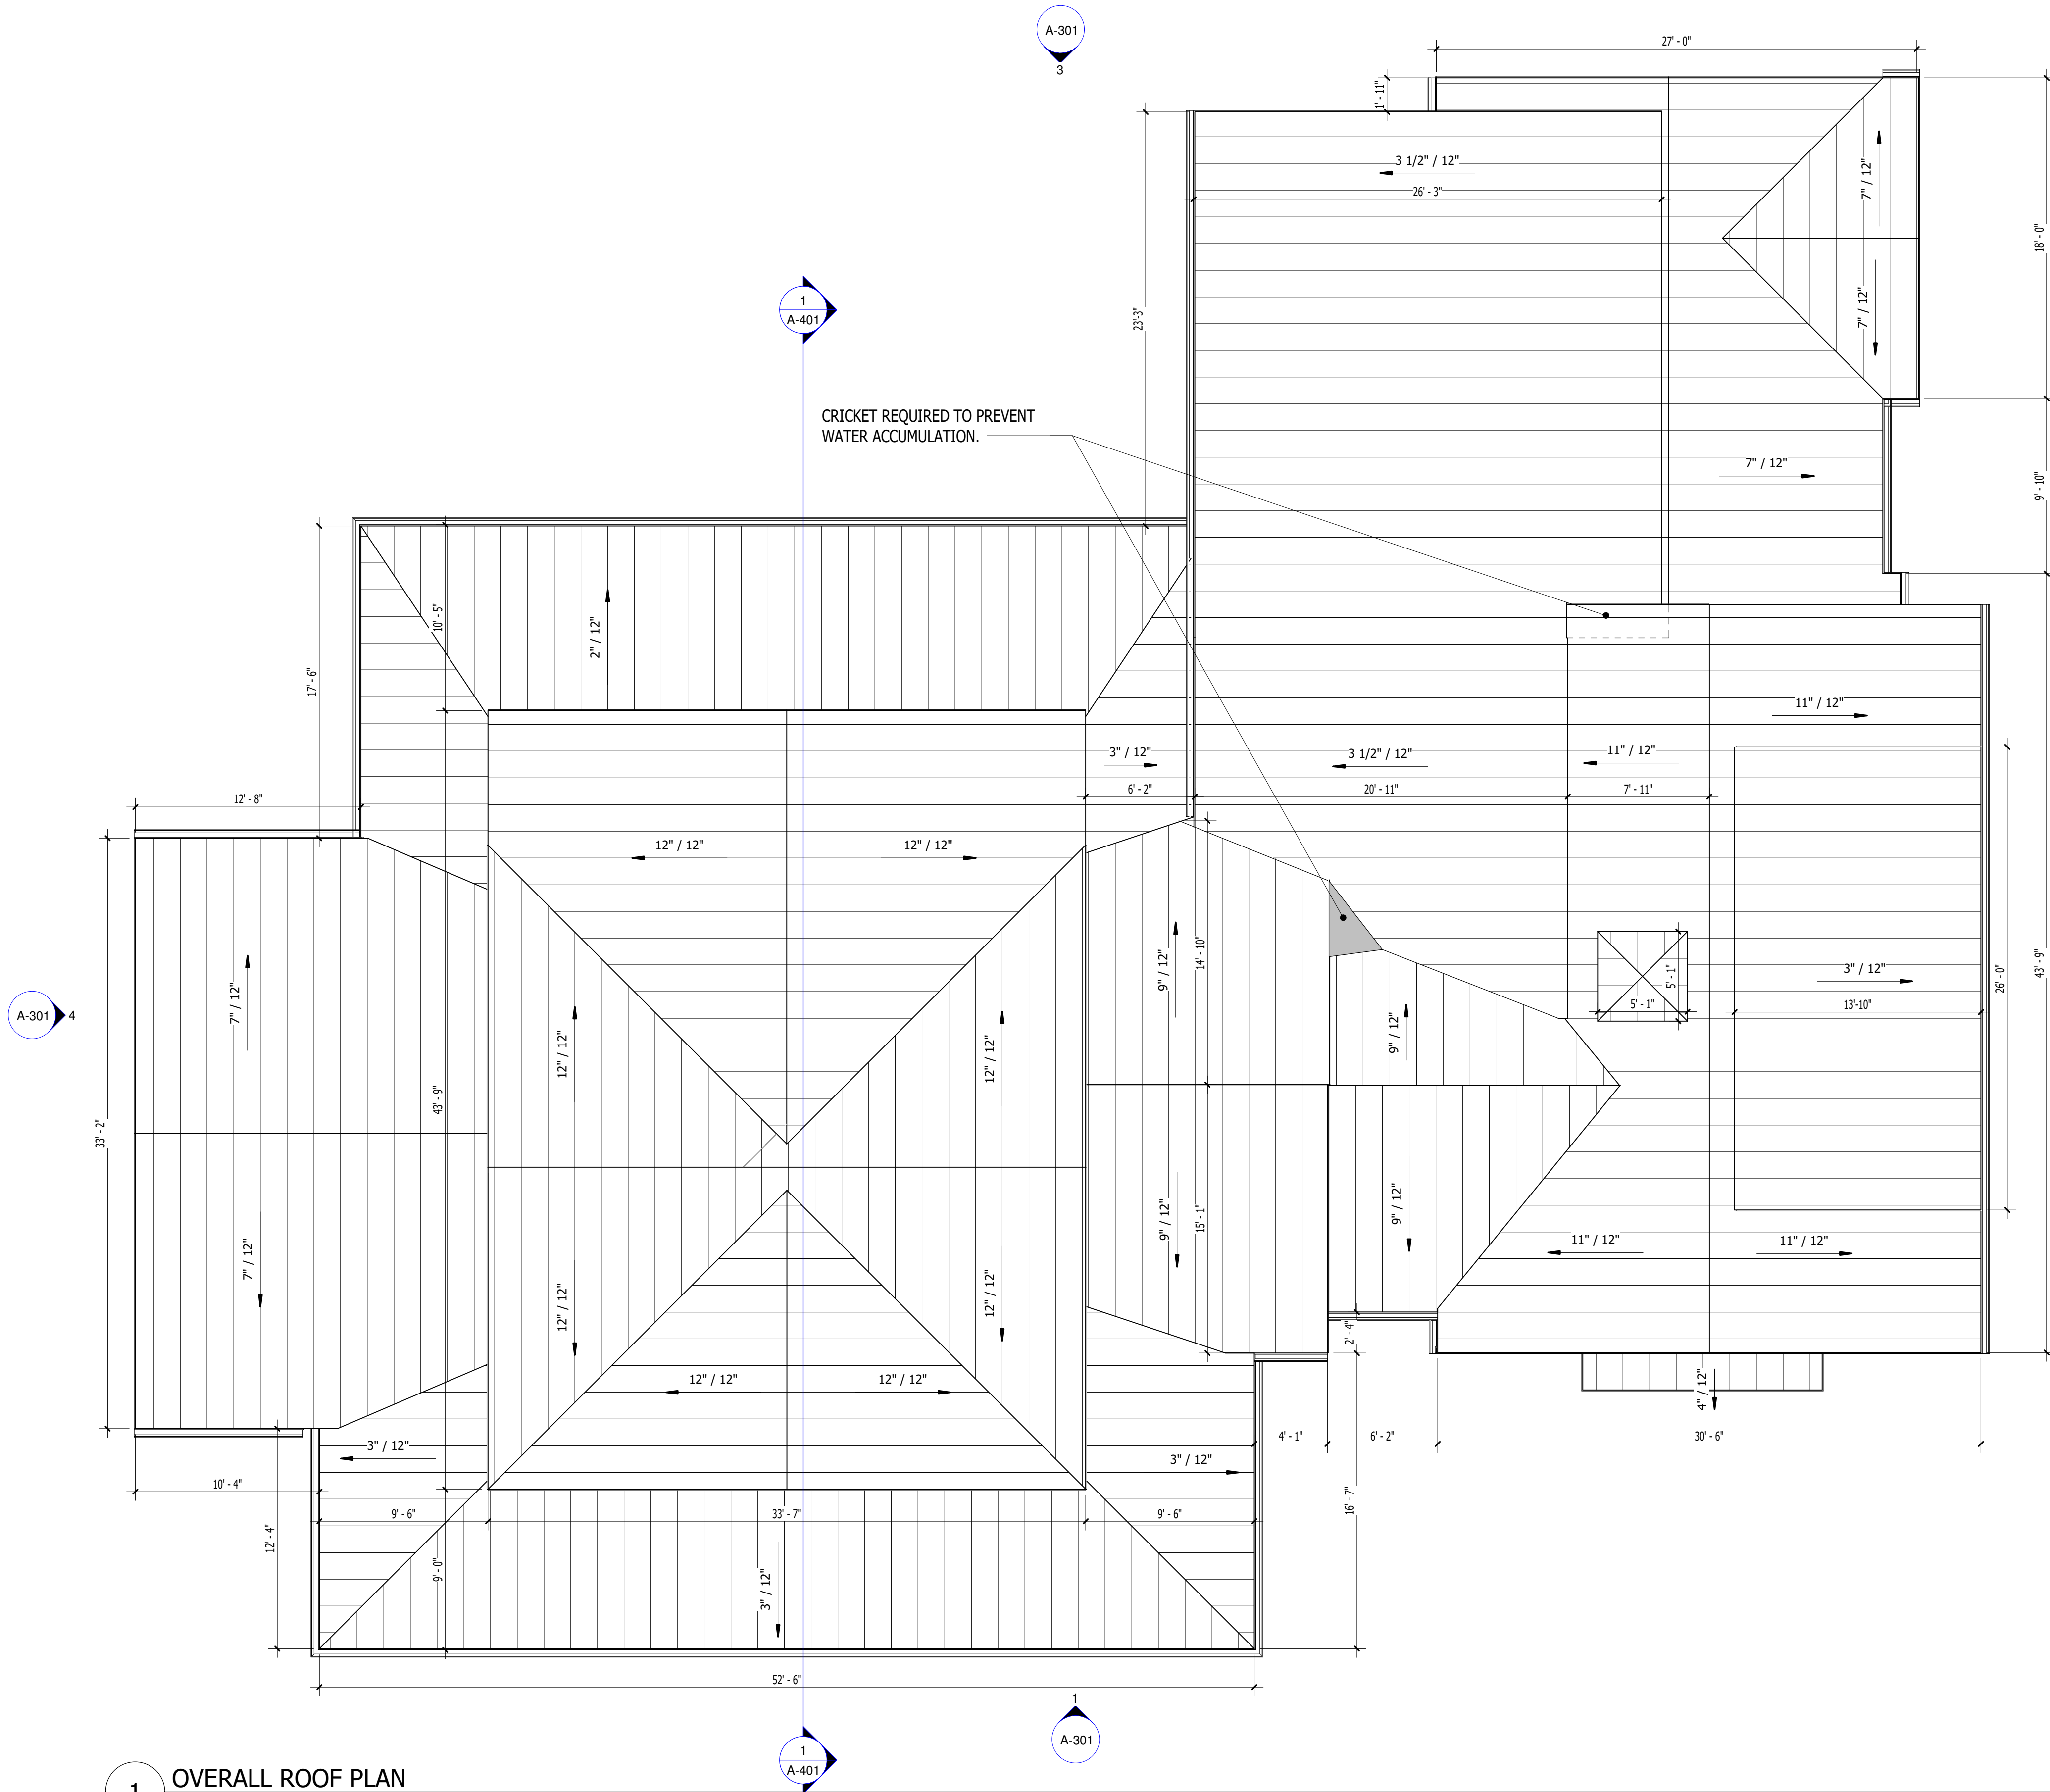 A-301
3
27' - 0"
1' - 11"
3 1/2" / 12"
26' - 3"
7" / 12"
18' - 0"
7" / 12"
1
A-401
23'-3"
CRICKET REQUIRED TO PREVENT
WATER ACCUMULATION.
7" / 12"
9' - 10"
10' - 5"
2" / 12"
17' - 6"
11" / 12"
3" / 12"
3 1/2" / 12"
11" / 12"
12' - 8"
6' - 2"
20' - 11"
7' - 11"
12" / 12"
12" / 12"
9" / 12"
14' - 10"
3" / 12"
5' - 1"
5' - 1"
13'-10"
26' - 0"
43' - 9"
A-301
4
7" / 12"
12" / 12"
12" / 12"
9" / 12"
33' - 2"
43' - 9"
9" / 12"
15' - 1"
9" / 12"
7" / 12"
12" / 12"
12" / 12"
11" / 12"
11" / 12"
2' - 4"
12" / 12"
12" / 12"
4" / 12"
3" / 12"
3" / 12"
4' - 1"
6' - 2"
30' - 6"
10' - 4"
9' - 6"
33' - 7"
9' - 6"
16' - 7"
12' - 4"
9' - 0"
3" / 12"
52' - 6"
1
A-301
1
A-401
1
OVERALL ROOF PLAN